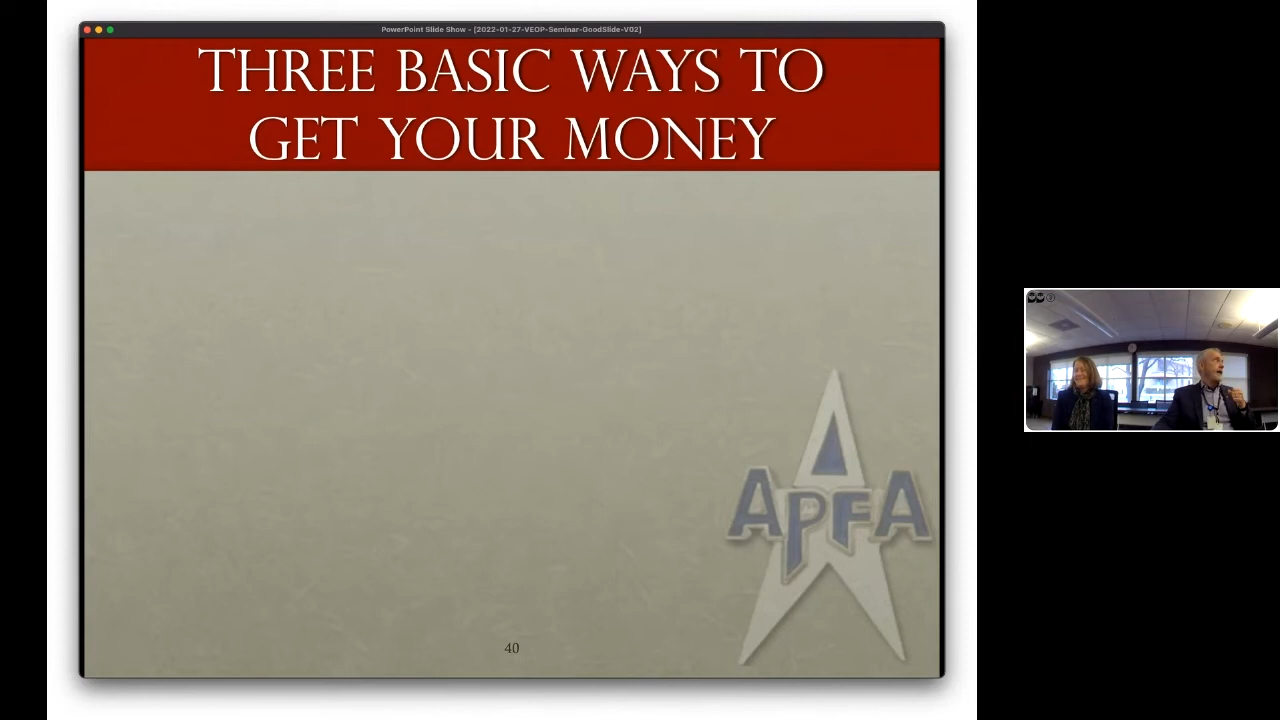 PowerPoint Slide Show - [2022-01-27-VEOP-Seminar-GoodSlide-V02]
THREE BASIC WAYS TO
GET YOUR MONEY
APFA
40